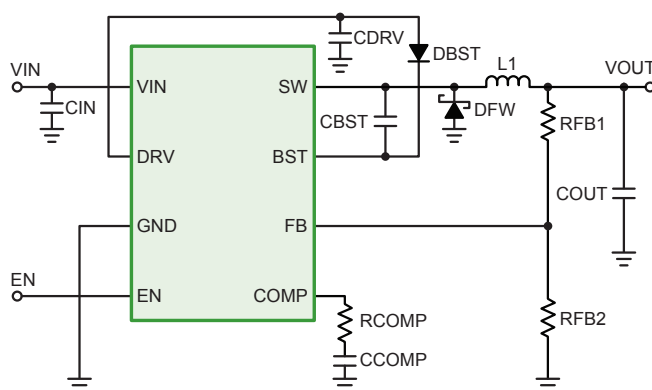 CDRV
DBST
VIN
L1
VOUT
VIN
SW
CIN
CBST
DFW
RFB1
DRV
BST
COUT
GND
FB
EN
EN
COMP
RCOMP
RFB2
CCOMP